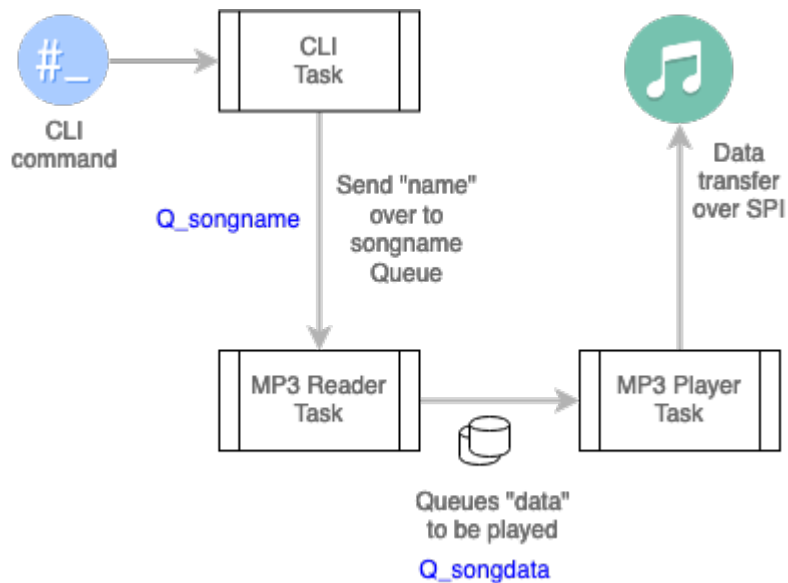 #_
CLI
command
CLI
Task
Q_songname
Send "name"
over to
songname
Queue
Data
transfer
over SPI
MP3 Reader
Task
MP3 Player
Task
Queues "data"
to be played
Q_songdata